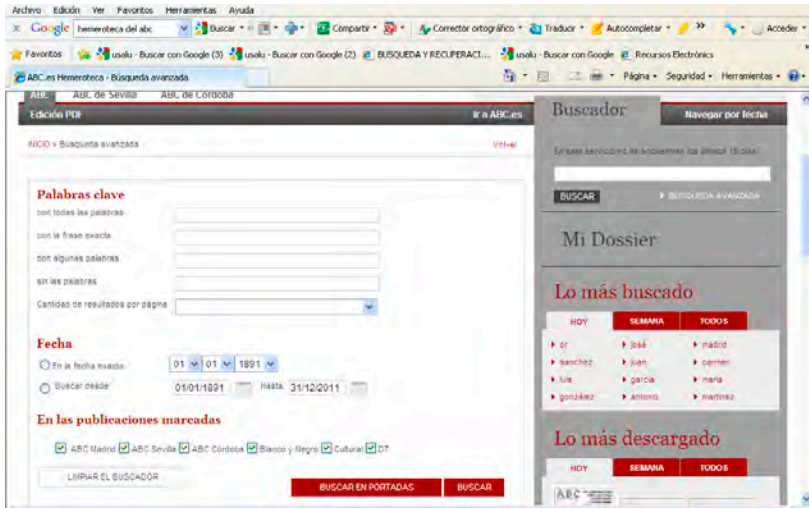 Archivo Edición Ver Favoritos Herramientas Ayuda
x Google hemeroteca del abc Buscar Compartir Corrector ortográfico Traducir Autocompletar Acceder
Favoritos usalu - Buscar con Google (3) usalu - Buscar con Google (2) BUSQUEDA Y RECUPERACI... usalu - Buscar con Google Recursos Electrònics
ABC.es Hemeroteca - Búsqueda avanzada Página Seguridad Herramientas
ABC ABC de Sevilla ABC de Córdoba
Edición PDF Ir a ABC.es
INICIO » Búsqueda avanzada Volver
Palabras clave
con todas las palabras
con la frase exacta
con algunas palabras
sin las palabras
Cantidad de resultados por página
Fecha
En la fecha exacta 01 01 1891
Buscar desde 01/01/1891 Hasta 31/12/2011
En las publicaciones marcadas
ABC Madrid ABC Sevilla ABC Córdoba Blanco y Negro Cultural D7
LIMPIAR EL BUSCADOR
BUSCAR EN PORTADAS BUSCAR
Buscador Navegar por fecha
BUSCAR BÚSQUEDA AVANZADA
Mi Dossier
Lo más buscado
HOY SEMANA TODOS
or josé madrid
sanchez juan carmen
luis garcia maria
gonzález antonio martinez
Lo más descargado
HOY SEMANA TODOS
ABC